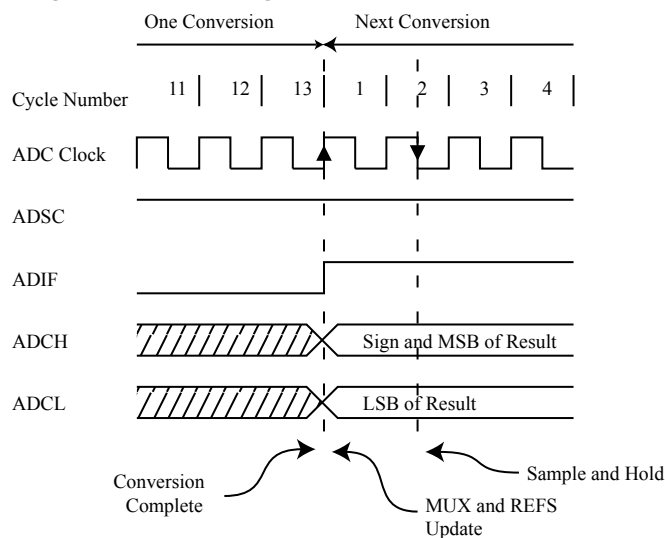 One Conversion Next Conversion
Cycle Number 11 12 13 1 2 3 4
ADC Clock
ADSC
ADIF
ADCH Sign and MSB of Result
ADCL LSB of Result
Conversion
Complete
MUX and REFS
Update
Sample and Hold